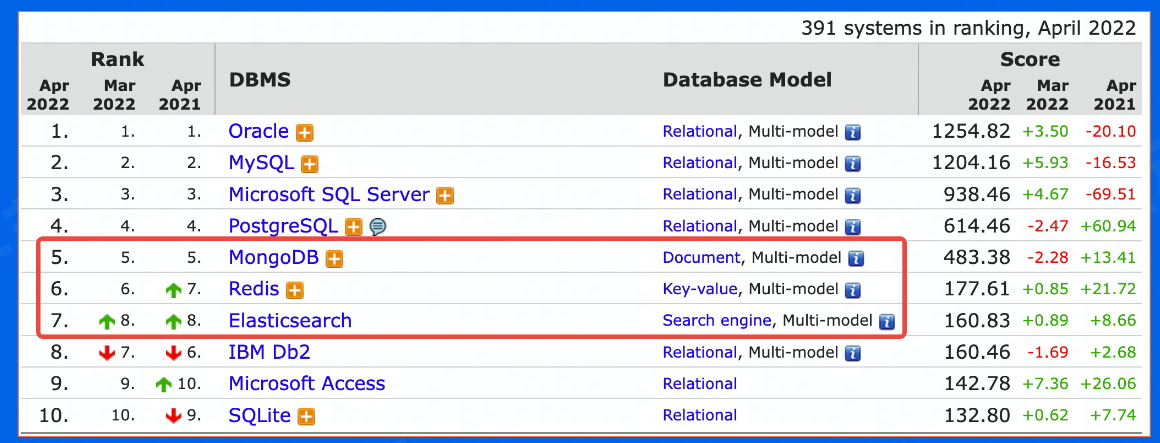 391 systems in ranking, April 2022
Rank DBMS Database Model Score
Apr 2022 Mar 2022 Apr 2021 Apr 2022 Mar 2022 Apr 2021
1. 1. 1. Oracle Relational, Multi-model 1254.82 +3.50 -20.10
2. 2. 2. MySQL Relational, Multi-model 1204.16 +5.93 -16.53
3. 3. 3. Microsoft SQL Server Relational, Multi-model 938.46 +4.67 -69.51
4. 4. 4. PostgreSQL Relational, Multi-model 614.46 -2.47 +60.94
5. 5. 5. MongoDB Document, Multi-model 483.38 -2.28 +13.41
6. 6. 7. Redis Key-value, Multi-model 177.61 +0.85 +21.72
7. 8. 8. Elasticsearch Search engine, Multi-model 160.83 +0.89 +8.66
8. 7. 6. IBM Db2 Relational, Multi-model 160.46 -1.69 +2.68
9. 9. 10. Microsoft Access Relational 142.78 +7.36 +26.06
10. 10. 9. SQLite Relational 132.80 +0.62 +7.74